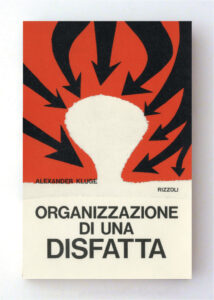 ALEXANDER KLUGE
RIZZOLI
ORGANIZZAZIONE
DI UNA
DISFATTA